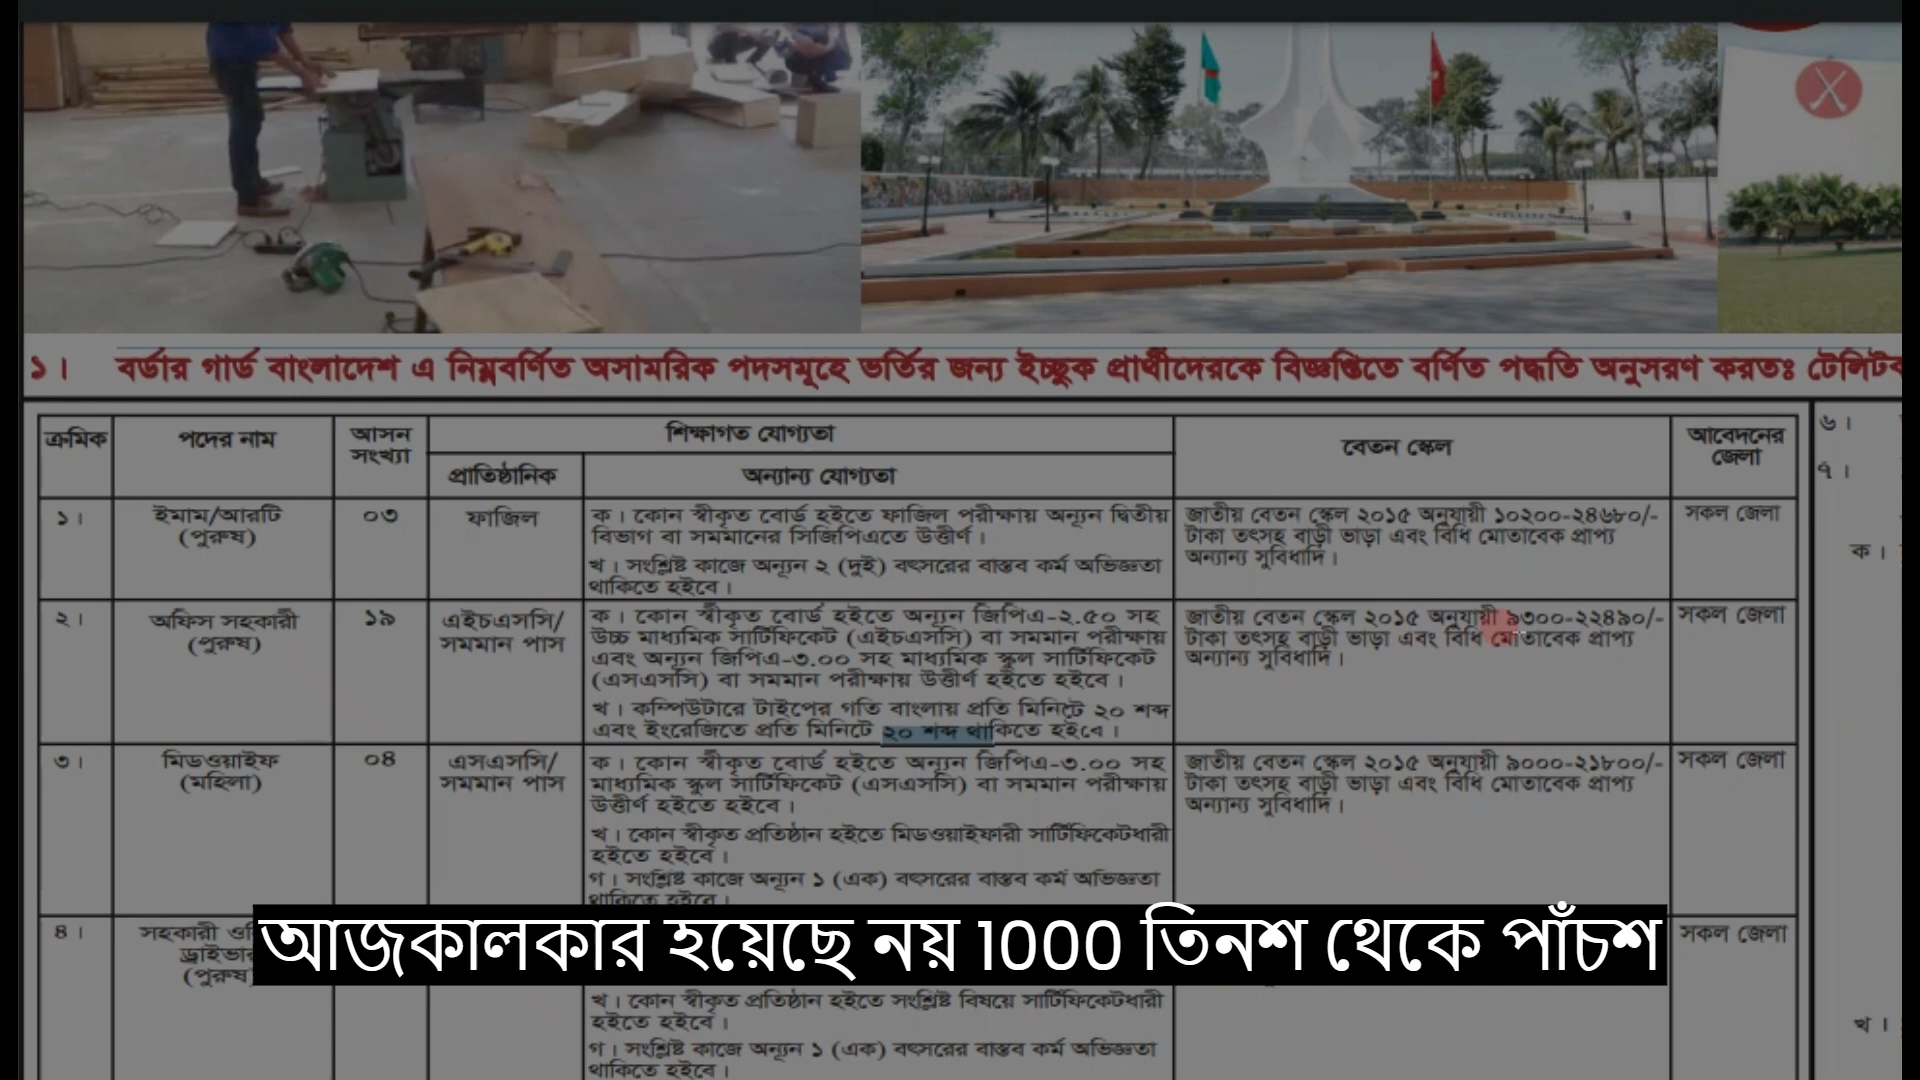 ১। বর্ডার গার্ড বাংলাদেশ এ নিম্নবর্ণিত অসামরিক পদসমূহে ভর্তির জন্য ইচ্ছুক প্রার্থীদেরকে বিজ্ঞপ্তিতে বর্ণিত পদ্ধতি অনুসরণ করতঃ
ক্রমিক
পদের নাম
আসন
সংখ্যা
শিক্ষাগত যোগ্যতা
প্রাতিষ্ঠানিক
অন্যান্য যোগ্যতা
বেতন স্কেল
আবেদনের
জেলা
১।
ইমাম/আরটি
(পুরুষ)
০৩
ফাজিল
ক। কোন স্বীকৃত বোর্ড হইতে ফাজিল পরীক্ষায় অন্যূন দ্বিতীয়
বিভাগ বা সমমানের সিজিপিএতে উত্তীর্ণ।
খ। সংশ্লিষ্ট কাজে অন্যূন ২ (দুই) বৎসরের বাস্তব কর্ম অভিজ্ঞতা
থাকিতে হইবে।
জাতীয় বেতন স্কেল ২০১৫ অনুযায়ী ১০২০০-২৪৬৮০/-
টাকা তৎসহ বাড়ী ভাড়া এবং বিধি মোতাবেক প্রাপ্য
অন্যান্য সুবিধাদি।
সকল জেলা
২।
অফিস সহকারী
(পুরুষ)
১৯
এইচএসসি/
সমমান পাস
ক। কোন স্বীকৃত বোর্ড হইতে অন্যূন জিপিএ-২.৫০ সহ
উচ্চ মাধ্যমিক সার্টিফিকেট (এইচএসসি) বা সমমান পরীক্ষায়
এবং অন্যূন জিপিএ-৩.০০ সহ মাধ্যমিক স্কুল সার্টিফিকেট
(এসএসসি) বা সমমান পরীক্ষায় উত্তীর্ণ হইতে হইবে।
খ। কম্পিউটারে টাইপের গতি বাংলায় প্রতি মিনিটে ২০ শব্দ
এবং ইংরেজিতে প্রতি মিনিটে ২০ শব্দ থাকিতে হইবে।
জাতীয় বেতন স্কেল ২০১৫ অনুযায়ী ৯৩০০-২২৪৯০/-
টাকা তৎসহ বাড়ী ভাড়া এবং বিধি মোতাবেক প্রাপ্য
অন্যান্য সুবিধাদি।
সকল জেলা
৩।
মিডওয়াইফ
(মহিলা)
০৪
এসএসসি/
সমমান পাস
ক। কোন স্বীকৃত বোর্ড হইতে অন্যূন জিপিএ-৩.০০ সহ
মাধ্যমিক স্কুল সার্টিফিকেট (এসএসসি) বা সমমান পরীক্ষায়
উত্তীর্ণ হইতে হইবে।
খ। কোন স্বীকৃত প্রতিষ্ঠান হইতে মিডওয়াইফারী সার্টিফিকেটধারী
হইতে হইবে।
গ। সংশ্লিষ্ট কাজে অন্যূন ১ (এক) বৎসরের বাস্তব কর্ম অভিজ্ঞতা
থাকিতে হইবে।
জাতীয় বেতন স্কেল ২০১৫ অনুযায়ী ৯০০০-২১৮০০/-
টাকা তৎসহ বাড়ী ভাড়া এবং বিধি মোতাবেক প্রাপ্য
অন্যান্য সুবিধাদি।
সকল জেলা
৪।
সহকারী
(পুরুষ)
সকল জেলা
আজকালকার হয়েছে নয় 1000 তিনশ থেকে পাঁচশ
খ। কোন স্বীকৃত প্রতিষ্ঠান হইতে সংশ্লিষ্ট বিষয়ে সার্টিফিকেটধারী
হইতে হইবে।
গ। সংশ্লিষ্ট কাজে অন্যূন ১ (এক) বৎসরের বাস্তব কর্ম অভিজ্ঞতা
থাকিতে হইবে।
৬।
৭।
ক।
খ।